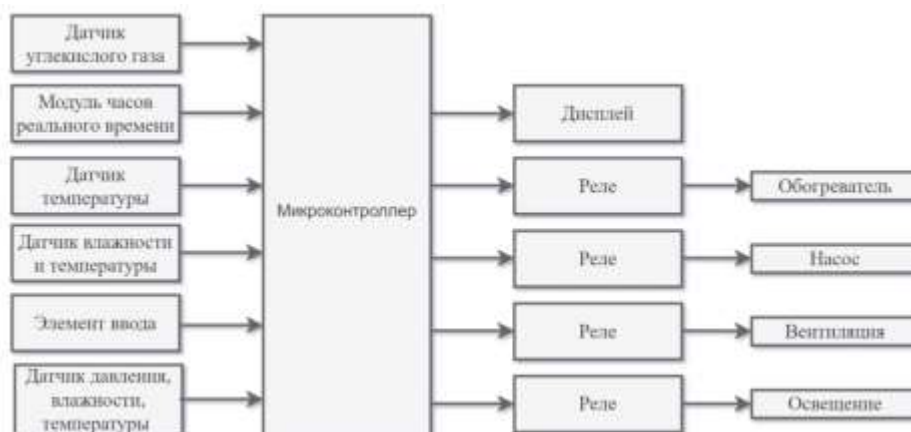 Датчик
углекислого газа
Модуль часов
реального времени
Датчик
температуры
Датчик влажности
и температуры
Элемент ввода
Датчик давления,
влажности,
температуры
Микроконтроллер
Дисплей
Реле
Обогреватель
Реле
Насос
Реле
Вентиляция
Реле
Освещение